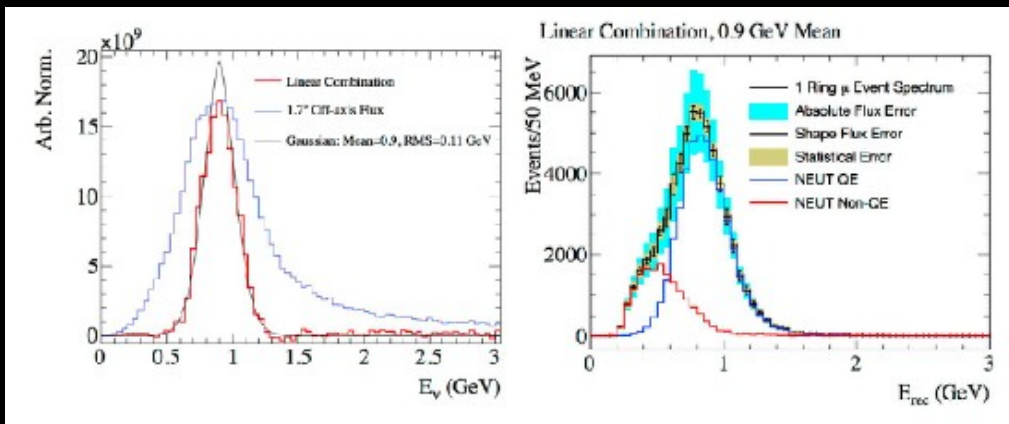 ×10⁹
20
15
10
5
0
Arb. Norm.
Linear Combination
1.7° Off-axis Flux
Gaussian: Mean=0.9, RMS=0.11 GeV
0 0.5 1 1.5 2 2.5 3
Eν (GeV)
Linear Combination, 0.9 GeV Mean
6000
4000
2000
0
Events/50 MeV
1 Ring μ Event Spectrum
Absolute Flux Error
Shape Flux Error
Statistical Error
NEUT QE
NEUT Non-QE
0 1 2 3
Erec (GeV)